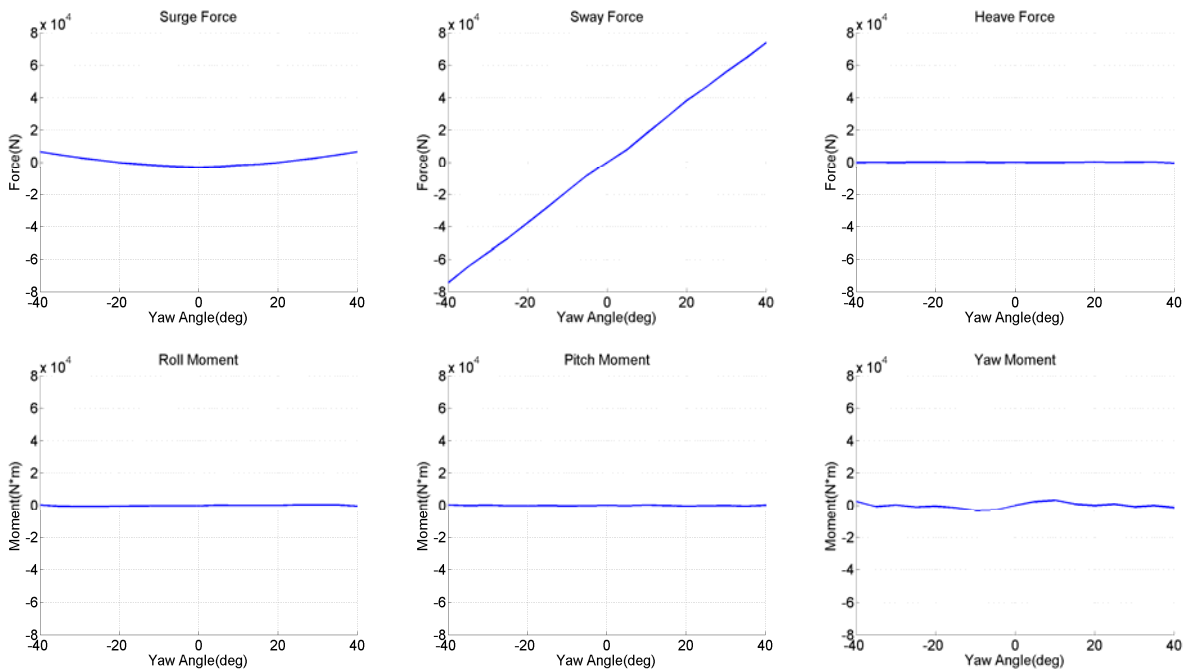 Surge Force
x 10^4
8
6
4
2
0
-2
-4
-6
-8
Force(N)
-40 -20 0 20 40
Yaw Angle(deg)
Sway Force
x 10^4
8
6
4
2
0
-2
-4
-6
-8
Force(N)
-40 -20 0 20 40
Yaw Angle(deg)
Heave Force
x 10^4
8
6
4
2
0
-2
-4
-6
-8
Force(N)
-40 -20 0 20 40
Yaw Angle(deg)
Roll Moment
x 10^4
8
6
4
2
0
-2
-4
-6
-8
Moment(N*m)
-40 -20 0 20 40
Yaw Angle(deg)
Pitch Moment
x 10^4
8
6
4
2
0
-2
-4
-6
-8
Moment(N*m)
-40 -20 0 20 40
Yaw Angle(deg)
Yaw Moment
x 10^4
8
6
4
2
0
-2
-4
-6
-8
Moment(N*m)
-40 -20 0 20 40
Yaw Angle(deg)